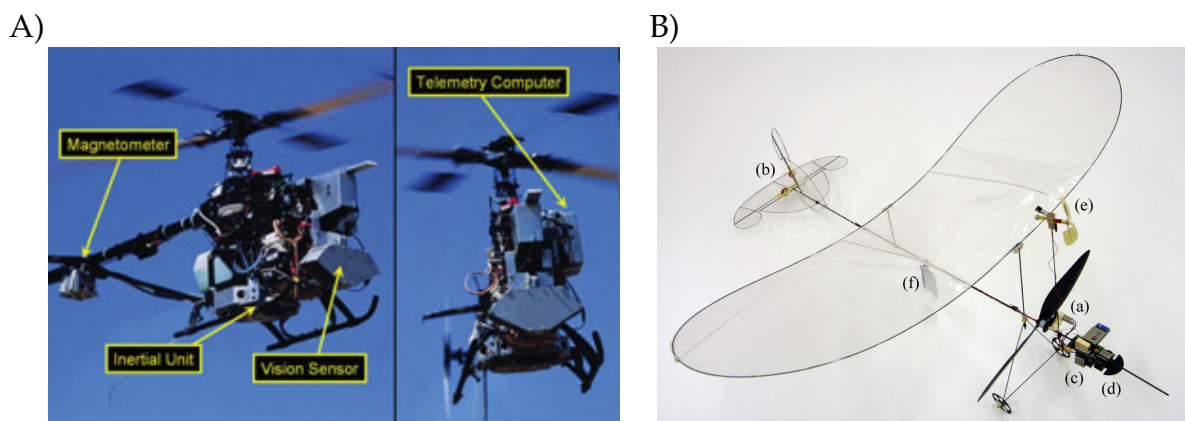 A)
B)
Telemetry Computer
Magnetometer
Inertial Unit
Vision Sensor
(b)
(e)
(f)
(a)
(c)
(d)